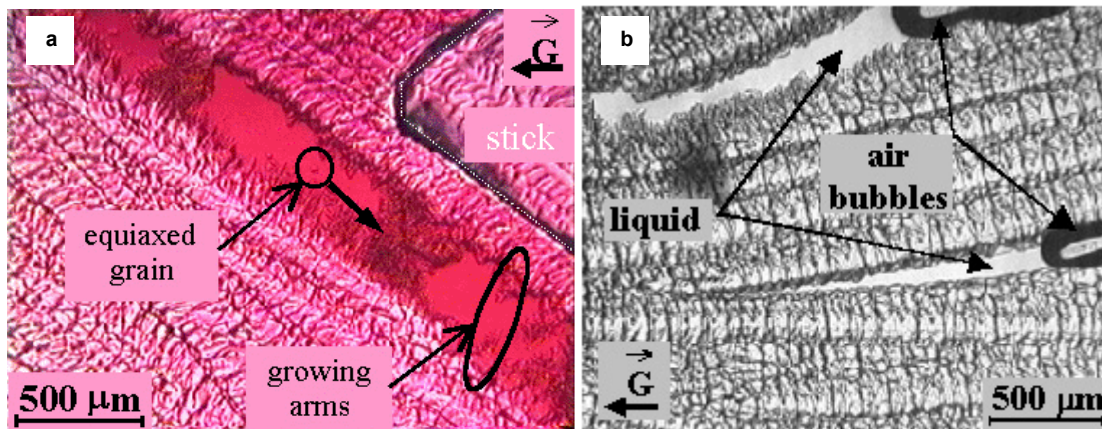 a
G
stick
equiaxed
grain
growing
arms
500 μm
b
air
bubbles
liquid
G
500 μm